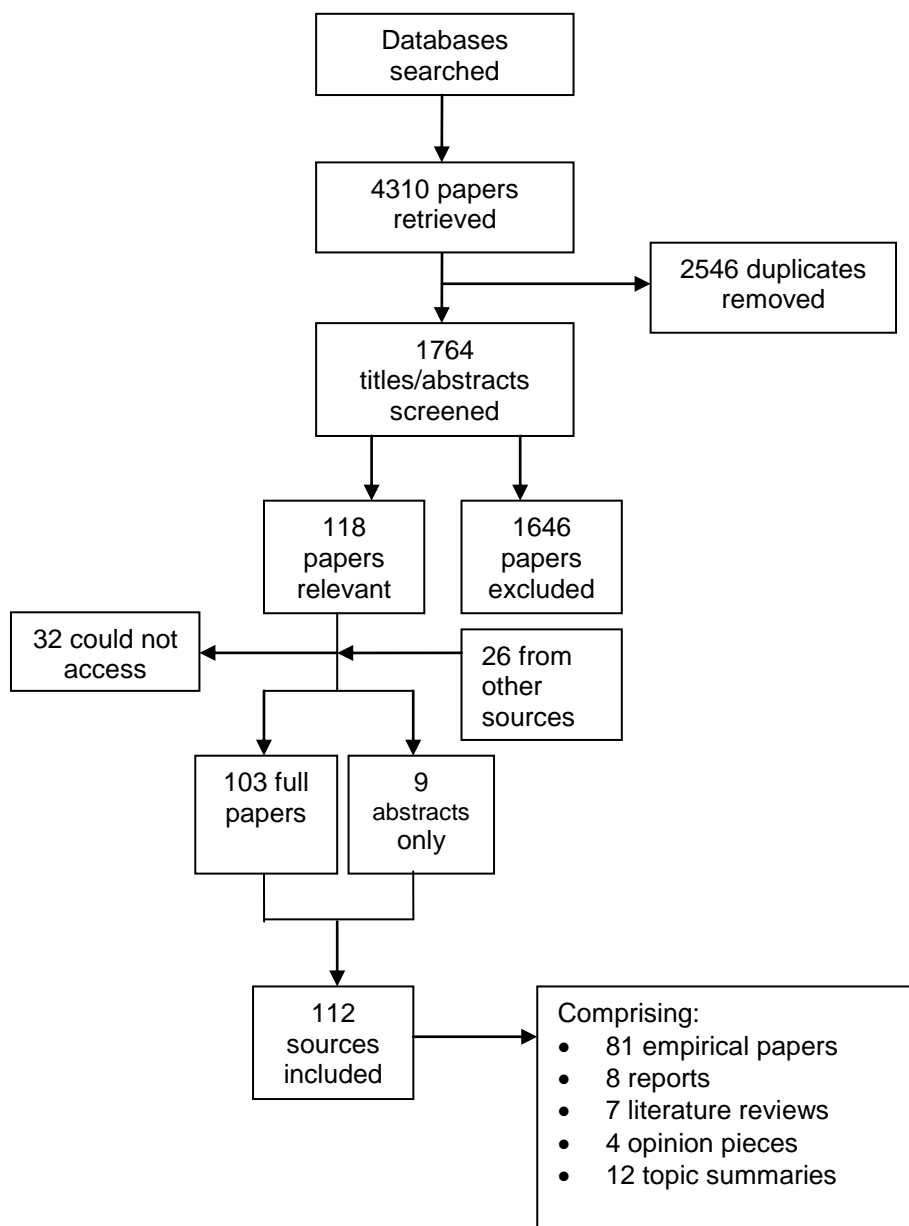 Databases
searched
4310 papers
retrieved
2546 duplicates
removed
1764
titles/abstracts
screened
118
papers
relevant
1646
papers
excluded
32 could not
access
26 from
other
sources
103 full
papers
9
abstracts
only
112
sources
included
Comprising:
• 81 empirical papers
• 8 reports
• 7 literature reviews
• 4 opinion pieces
• 12 topic summaries